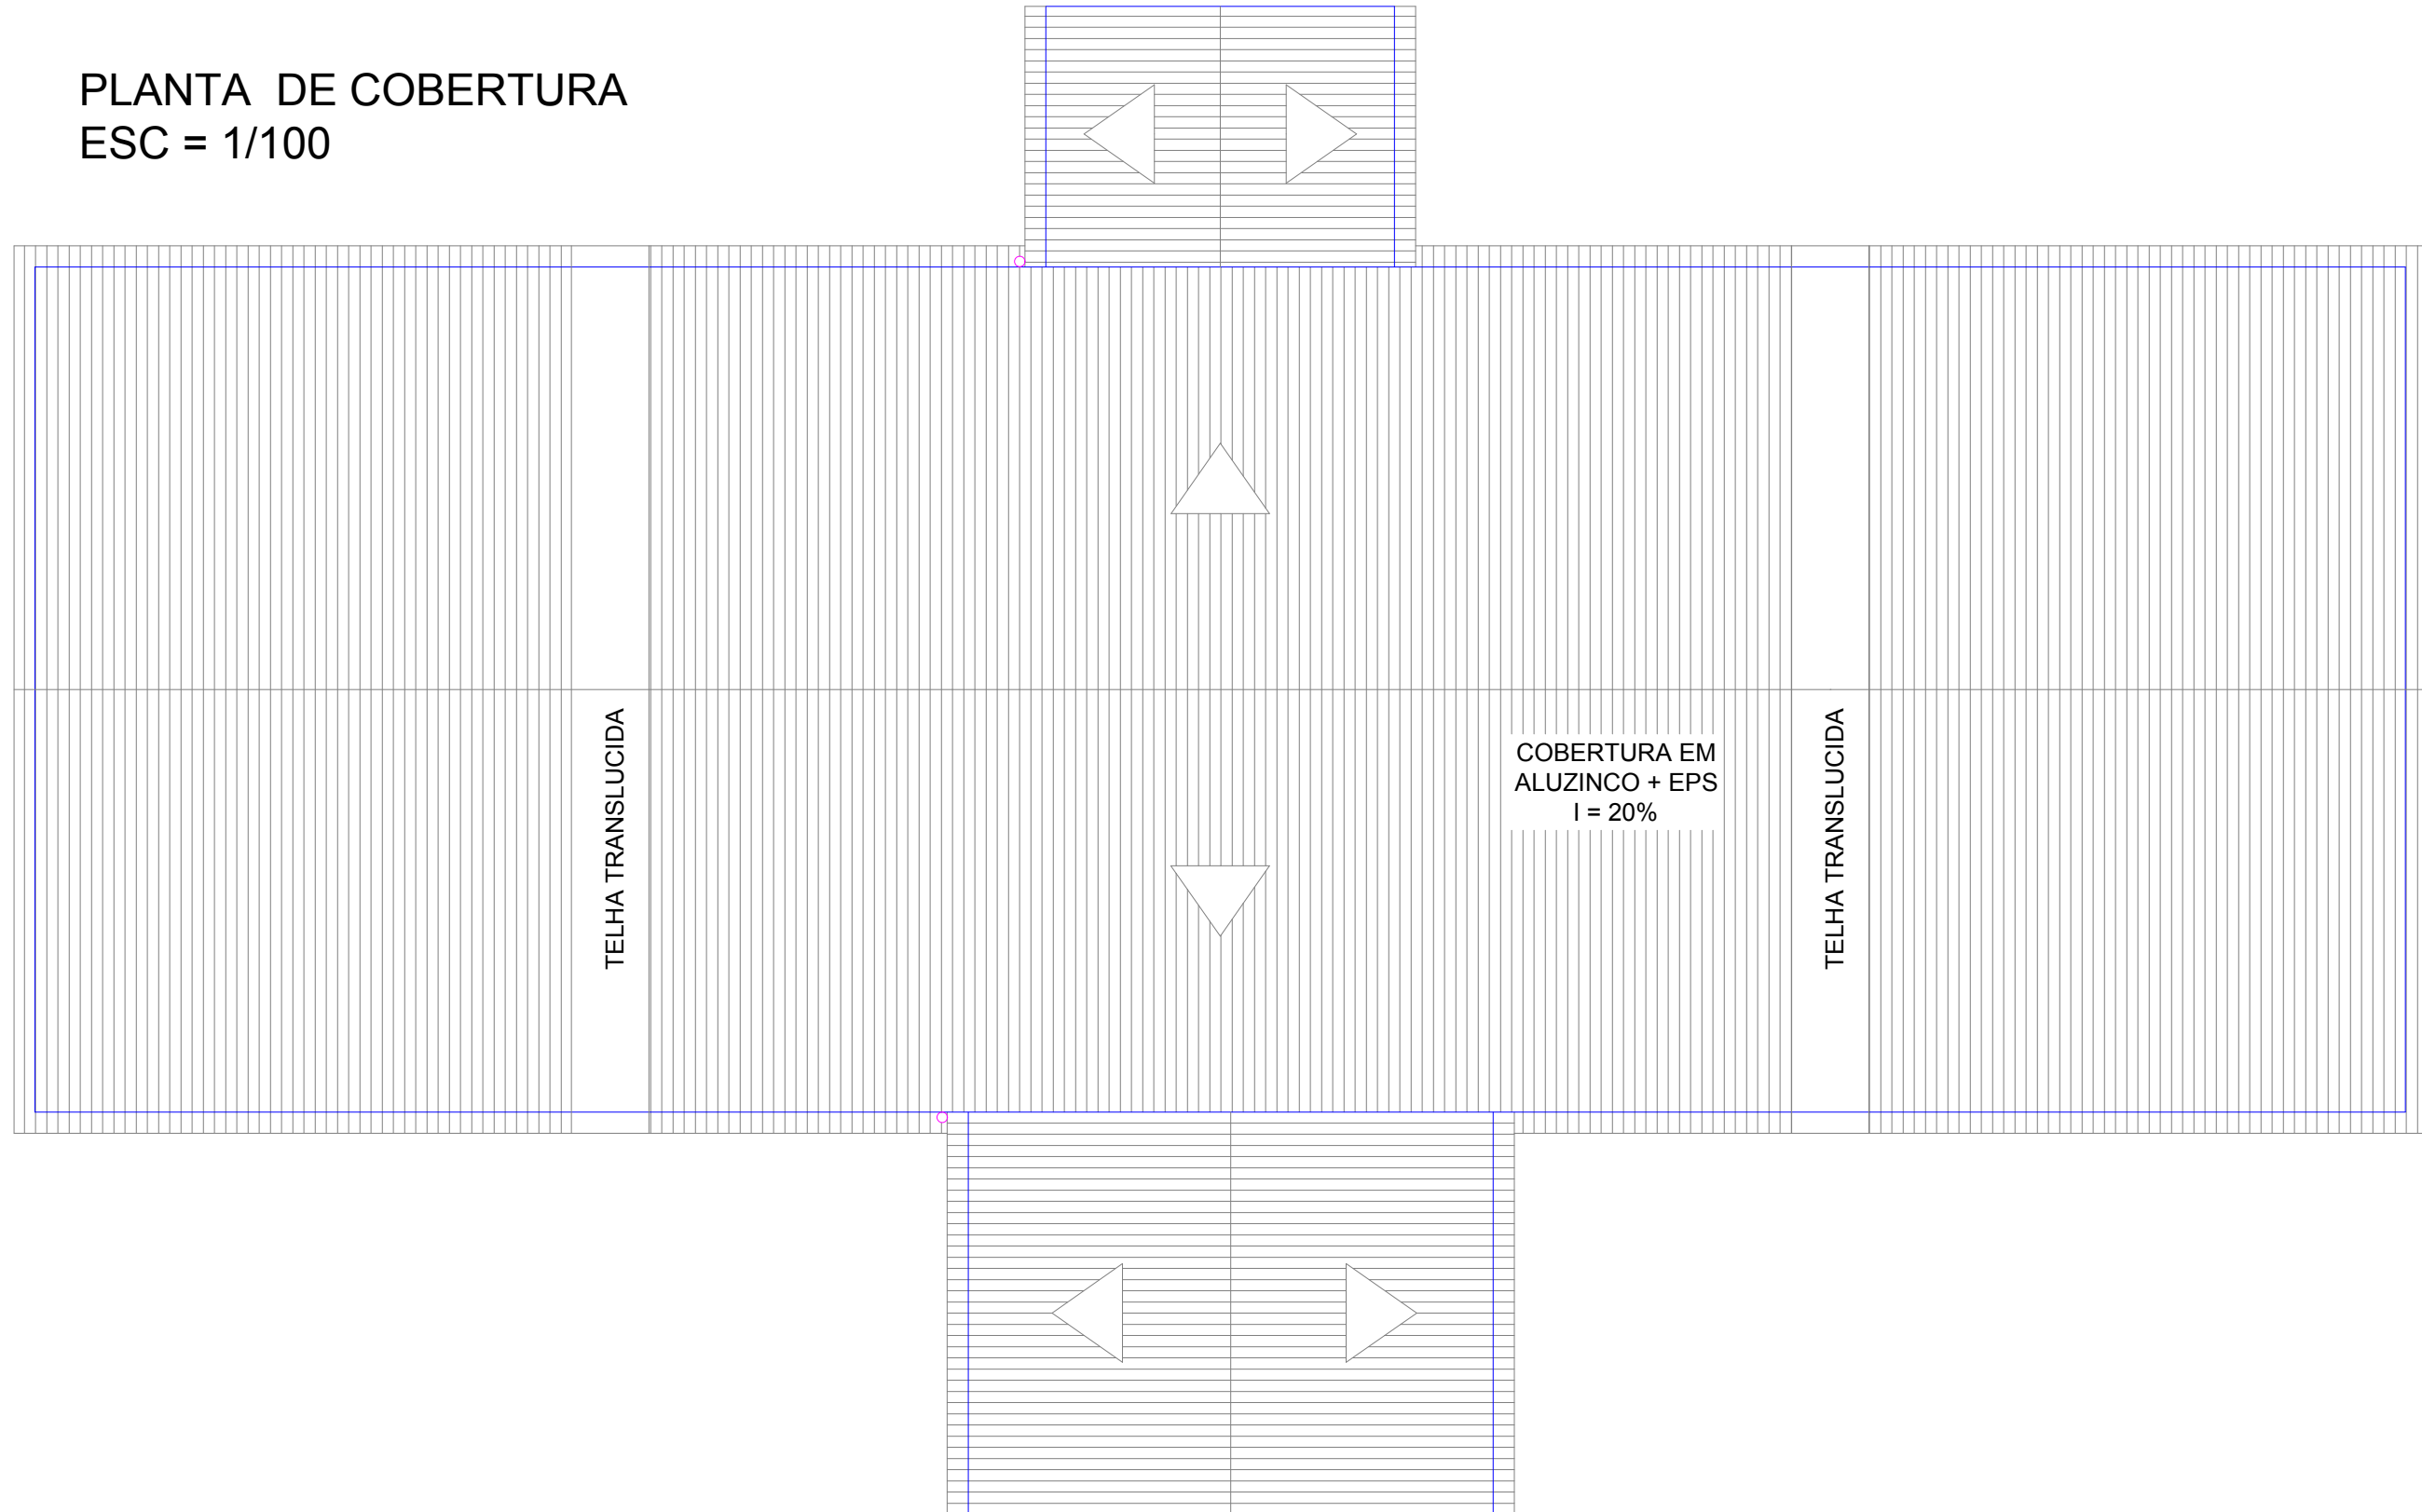 PLANTA DE COBERTURA
ESC = 1/100
TELHA TRANSLUCIDA
COBERTURA EM
ALUZINCO + EPS
I = 20%
TELHA TRANSLUCIDA